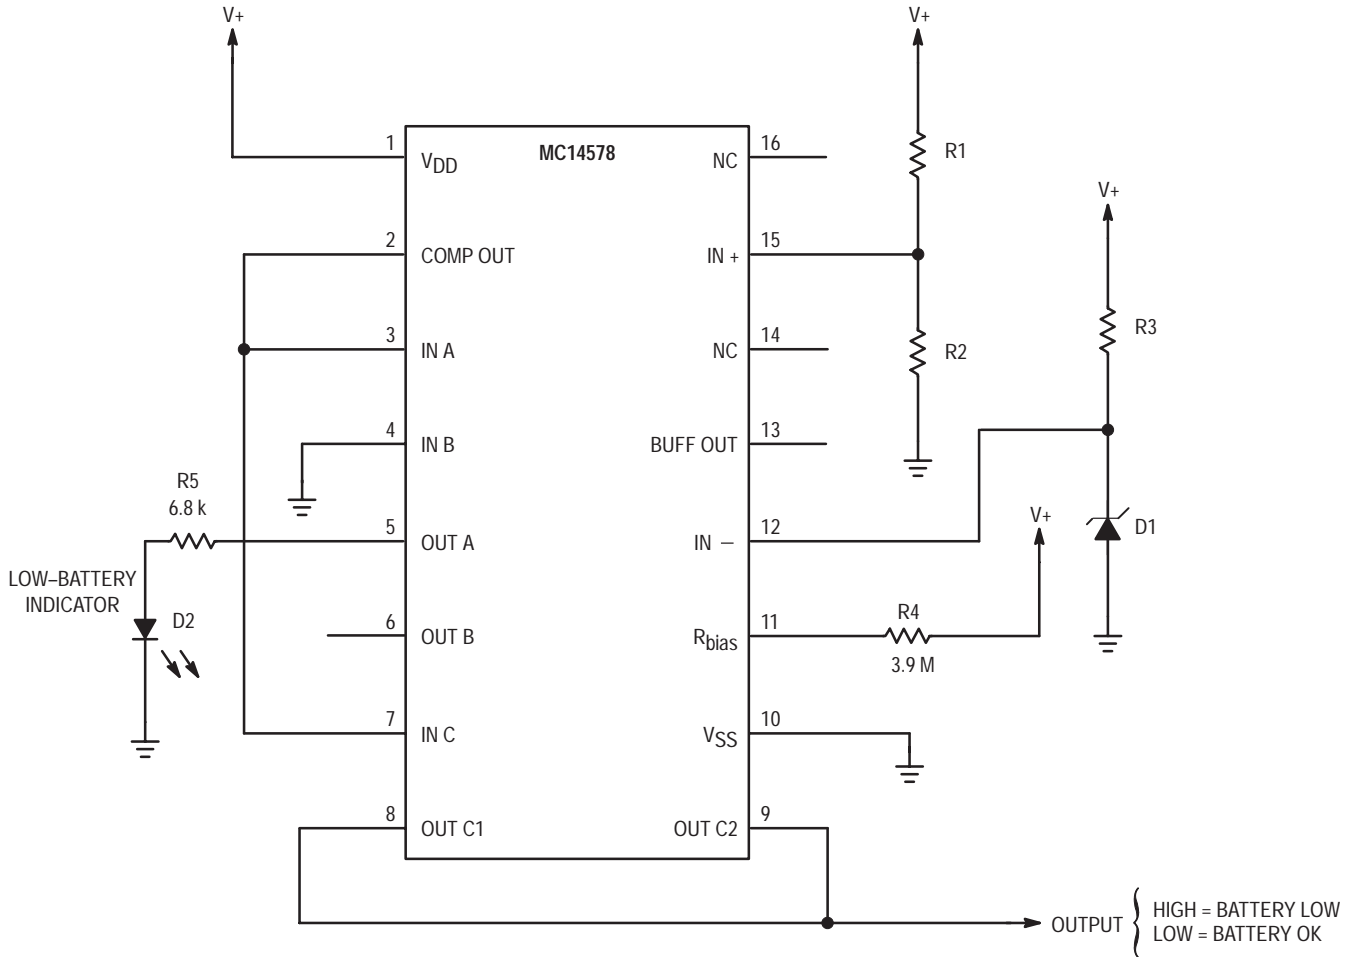 V+
V+
1
MC14578
16
VDD
NC
R1
V+
2
15
COMP OUT
IN +
3
14
R3
IN A
NC
R2
4
13
IN B
BUFF OUT
R5
6.8 k
V+
5
12
D1
OUT A
IN –
LOW–BATTERY
INDICATOR
D2
6
11
R4
OUT B
Rbias
3.9 M
7
10
IN C
VSS
8
9
OUT C1
OUT C2
OUTPUT
HIGH = BATTERY LOW
LOW = BATTERY OK